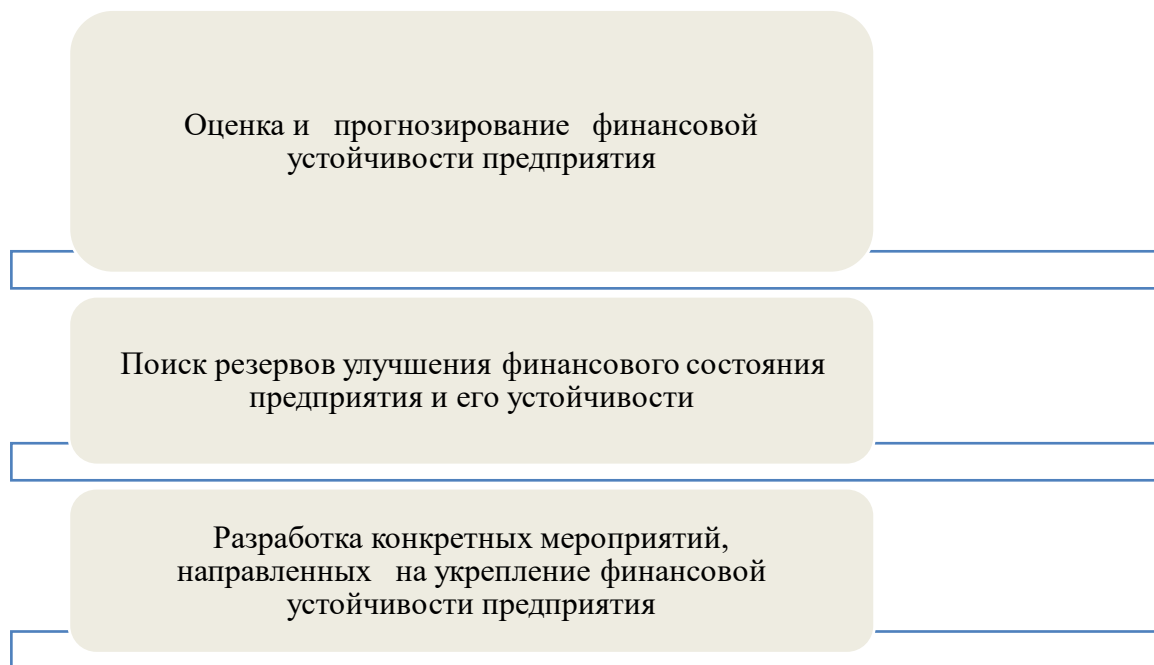 Оценка и прогнозирование финансовой
устойчивости предприятия
Поиск резервов улучшения финансового состояния
предприятия и его устойчивости
Разработка конкретных мероприятий,
направленных на укрепление финансовой
устойчивости предприятия